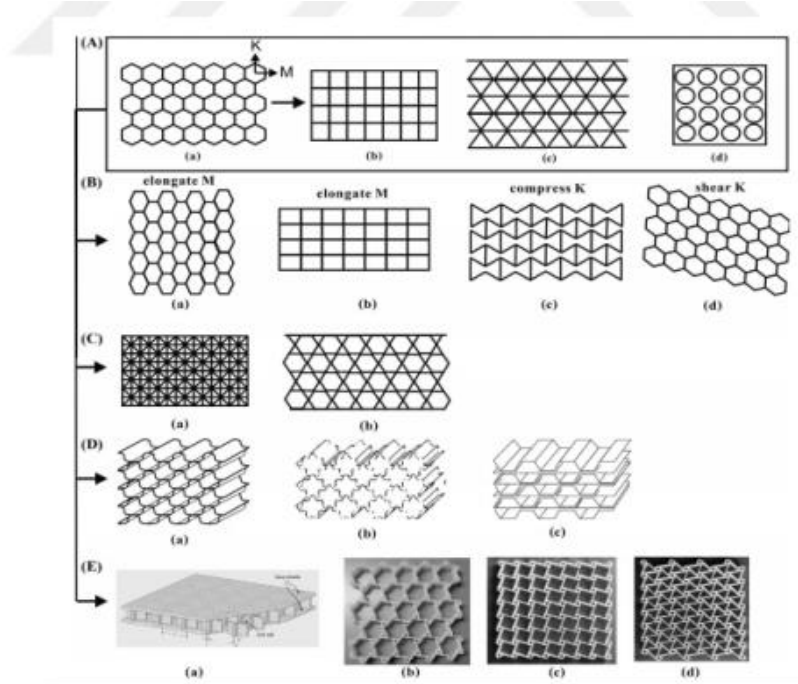 (A)
K
M
(a)
(b)
(c)
(d)
(B)
elongate M
elongate M
compress K
shear K
(a)
(b)
(c)
(d)
(C)
(a)
(b)
(D)
(a)
(b)
(c)
(E)
(a)
(b)
(c)
(d)